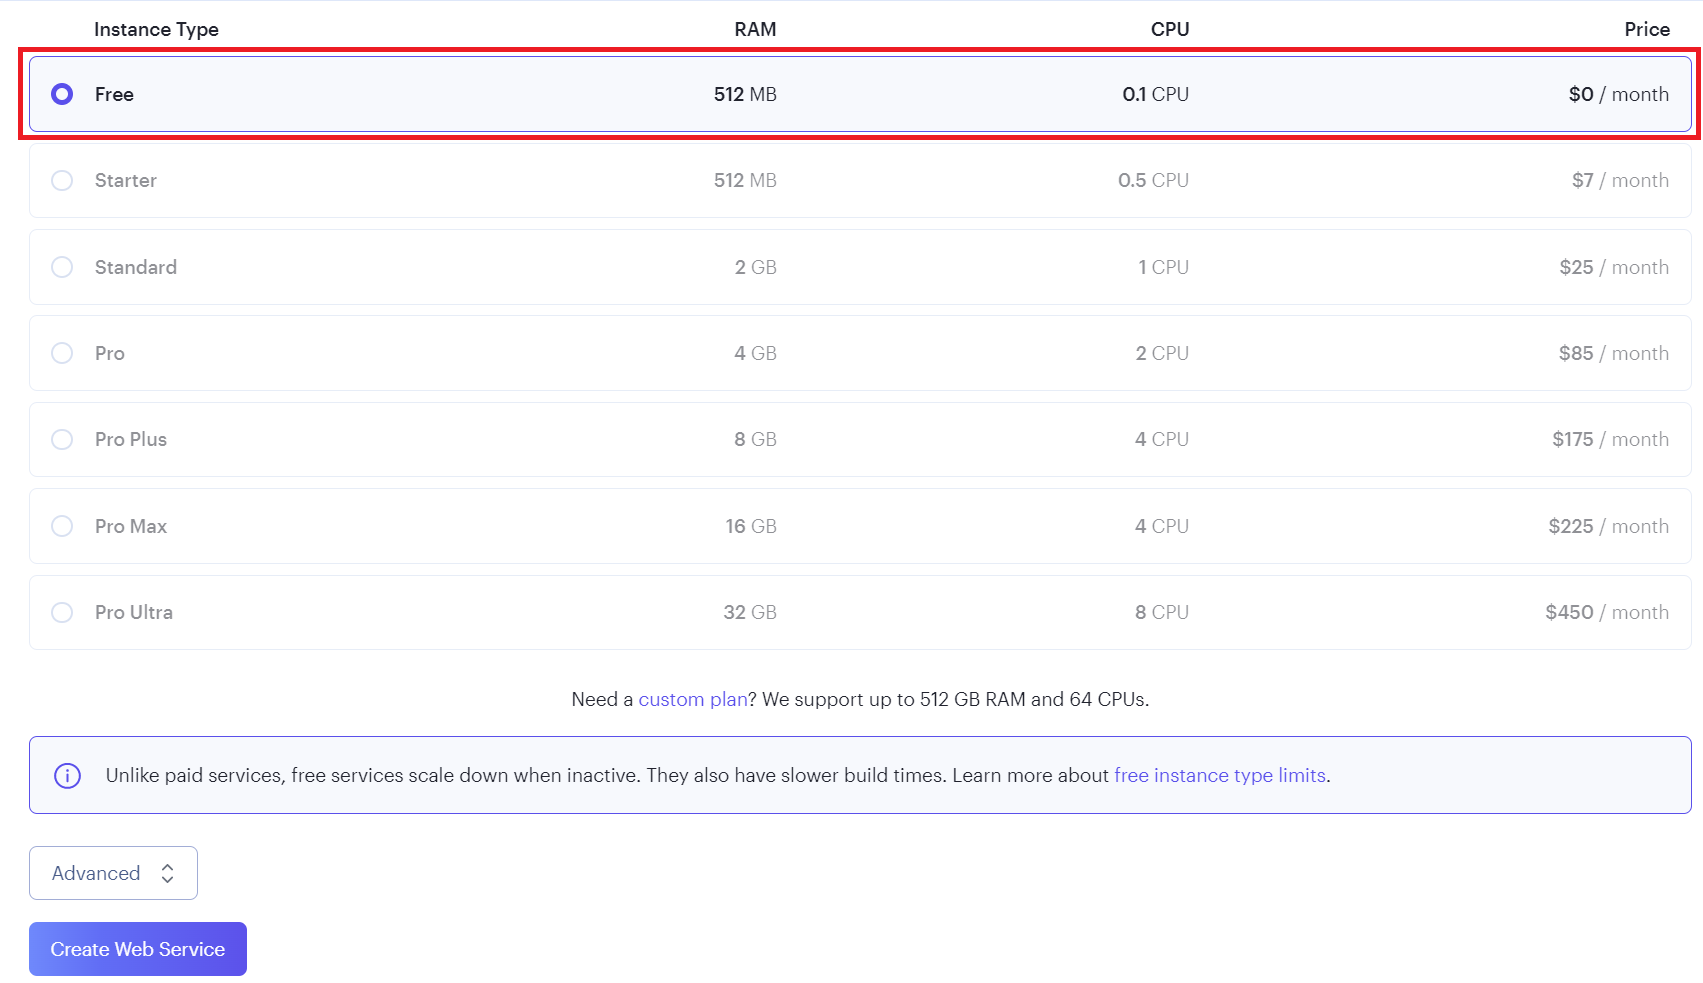 Instance Type RAM CPU Price
Free 512 MB 0.1 CPU $0 / month
Starter 512 MB 0.5 CPU $7 / month
Standard 2 GB 1 CPU $25 / month
Pro 4 GB 2 CPU $85 / month
Pro Plus 8 GB 4 CPU $175 / month
Pro Max 16 GB 4 CPU $225 / month
Pro Ultra 32 GB 8 CPU $450 / month
Need a custom plan? We support up to 512 GB RAM and 64 CPUs.
Unlike paid services, free services scale down when inactive. They also have slower build times. Learn more about free instance type limits.
Advanced
Create Web Service